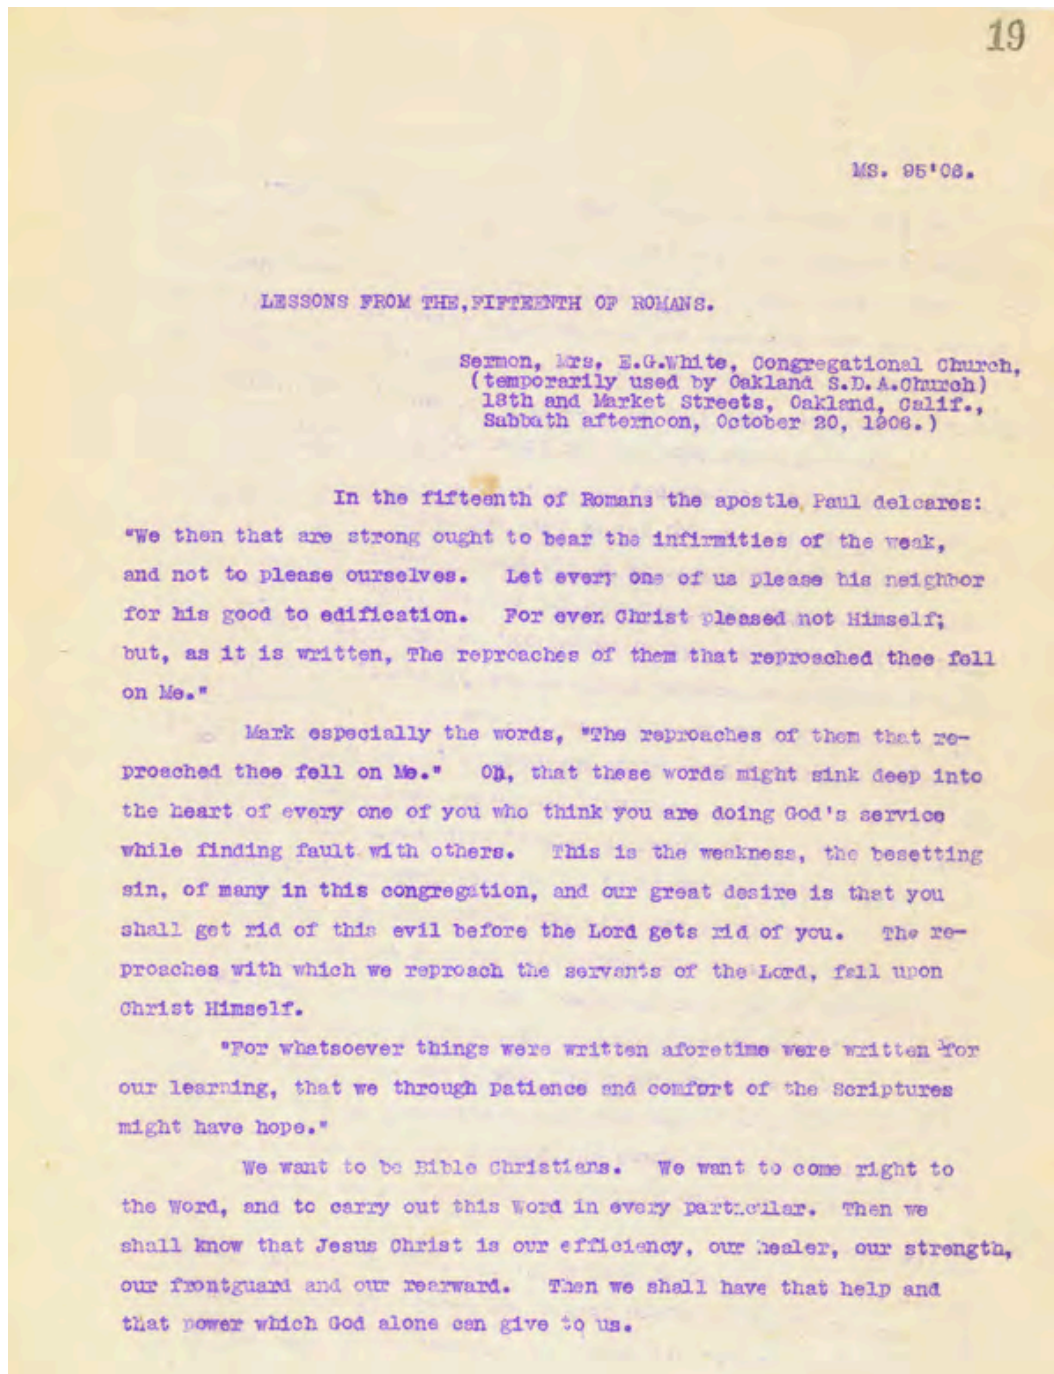 19
MS. 95'06.
LESSONS FROM THE, FIFTEENTH OF ROMANS.
Sermon, Mrs. E.G.White, Congregational Church,
(temporarily used by Oakland S.D.A.Church)
18th and Market Streets, Oakland, Calif.,
Sabbath afternoon, October 20, 1906.)
In the fifteenth of Romans the apostle Paul delcares:
"We then that are strong ought to bear the infirmities of the weak,
and not to please ourselves. Let every one of us please his neighbor
for his good to edification. For even Christ pleased not Himself;
but, as it is written, The reproaches of them that reproached thee fell
on Me."
Mark especially the words, "The reproaches of them that re-
proached thee fell on Me." Oh, that these words might sink deep into
the heart of every one of you who think you are doing God's service
while finding fault with others. This is the weakness, the besetting
sin, of many in this congregation, and our great desire is that you
shall get rid of this evil before the Lord gets rid of you. The re-
proaches with which we reproach the servants of the Lord, fall upon
Christ Himself.
"For whatsoever things were written aforetime were written for
our learning, that we through patience and comfort of the Scriptures
might have hope."
We want to be Bible Christians. We want to come right to
the Word, and to carry out this Word in every particular. Then we
shall know that Jesus Christ is our efficiency, our healer, our strength,
our frontguard and our rearward. Then we shall have that help and
that power which God alone can give to us.